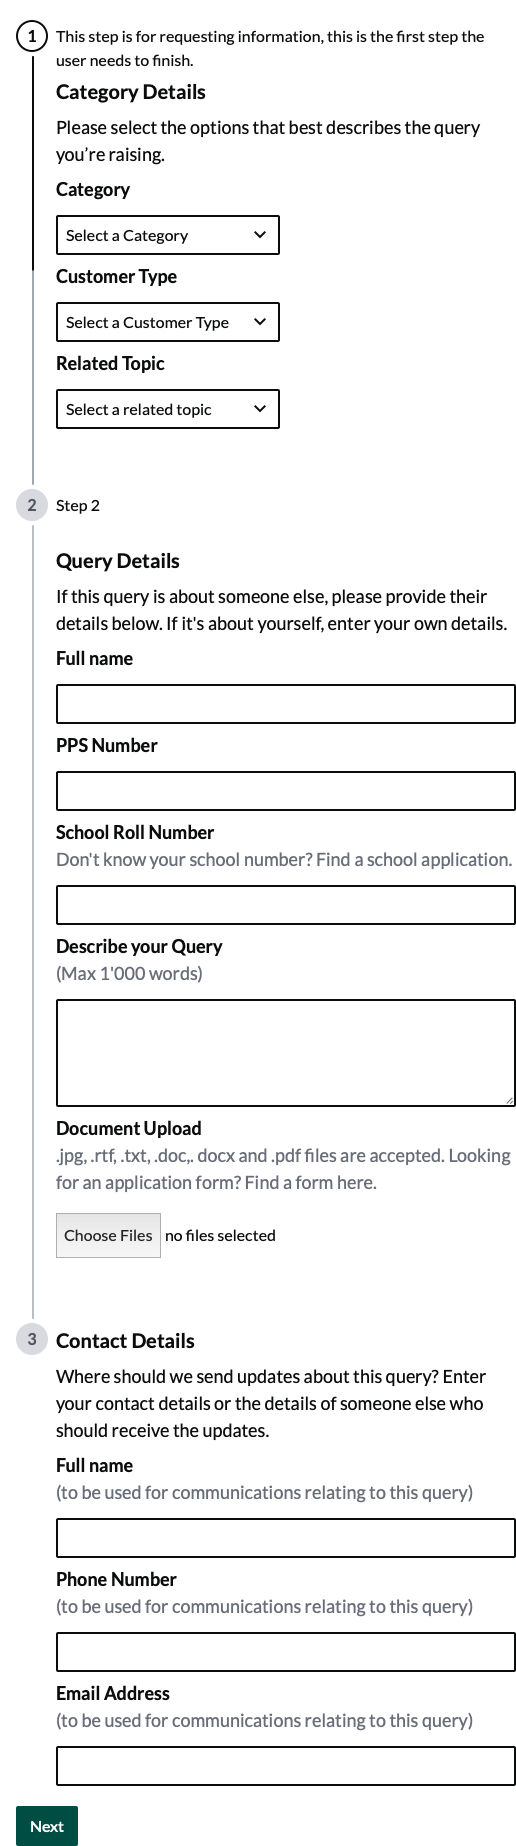 1
This step is for requesting information, this is the first step the
user needs to finish.
Category Details
Please select the options that best describes the query
you’re raising.
Category
Select a Category
Customer Type
Select a Customer Type
Related Topic
Select a related topic
2
Step 2
Query Details
If this query is about someone else, please provide their
details below. If it's about yourself, enter your own details.
Full name
PPS Number
School Roll Number
Don't know your school number? Find a school application.
Describe your Query
(Max 1'000 words)
Document Upload
.jpg, .rtf, .txt, .doc,. docx and .pdf files are accepted. Looking
for an application form? Find a form here.
Choose Files no files selected
3
Contact Details
Where should we send updates about this query? Enter
your contact details or the details of someone else who
should receive the updates.
Full name
(to be used for communications relating to this query)
Phone Number
(to be used for communications relating to this query)
Email Address
(to be used for communications relating to this query)
Next